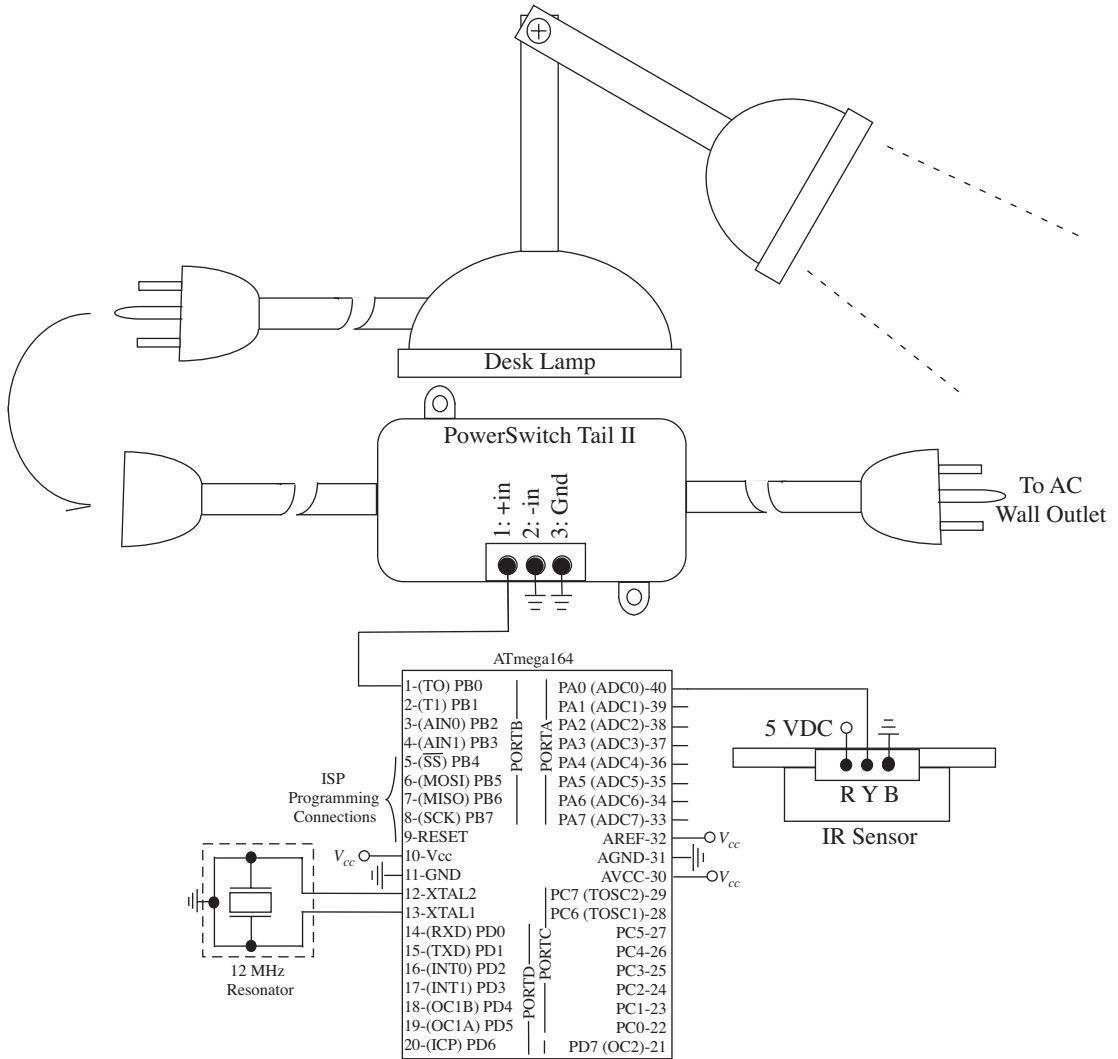 Desk Lamp
PowerSwitch Tail II
1: +in
2: -in
3: Gnd
To AC
Wall Outlet
ATmega164
1-(TO) PB0
2-(T1) PB1
3-(AIN0) PB2
4-(AIN1) PB3
5-(SS) PB4
6-(MOSI) PB5
7-(MISO) PB6
8-(SCK) PB7
9-RESET
10-Vcc
11-GND
12-XTAL2
13-XTAL1
14-(RXD) PD0
15-(TXD) PD1
16-(INT0) PD2
17-(INT1) PD3
18-(OC1B) PD4
19-(OC1A) PD5
20-(ICP) PD6
PORTB
PORTA
PORTD
PORTC
PA0 (ADC0)-40
PA1 (ADC1)-39
PA2 (ADC2)-38
PA3 (ADC3)-37
PA4 (ADC4)-36
PA5 (ADC5)-35
PA6 (ADC6)-34
PA7 (ADC7)-33
AREF-32
AGND-31
AVCC-30
PC7 (TOSC2)-29
PC6 (TOSC1)-28
PC5-27
PC4-26
PC3-25
PC2-24
PC1-23
PC0-22
PD7 (OC2)-21
ISP
Programming
Connections
Vcc
12 MHz
Resonator
Vcc
Vcc
5 VDC
R Y B
IR Sensor